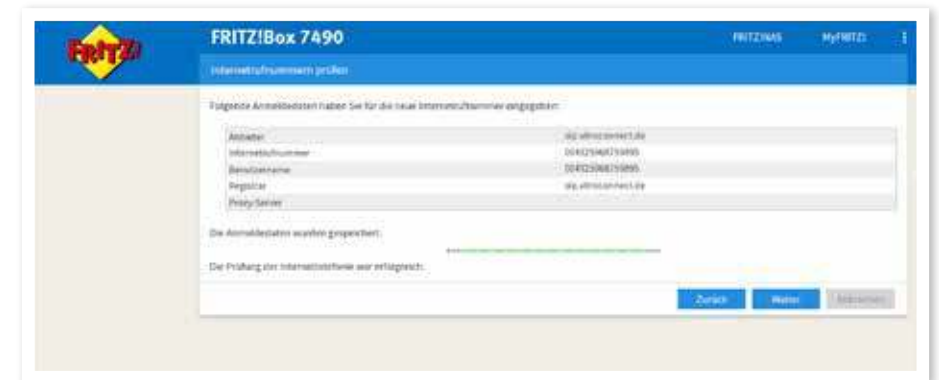 FRITZ!
FRITZ!Box 7490
FRITZ!NAS
MyFRITZ!
Internetrufnummern prüfen
Folgende Anmeldedaten haben Sie für die neue Internetrufnummer eingegeben:
Anbieter
Internetrufnummer
Benutzername
Registrar
Proxy-Server
Die Anmeldedaten wurden gespeichert.
Die Prüfung der Internettelefonie war erfolgreich.
Zurück Weiter Abbrechen